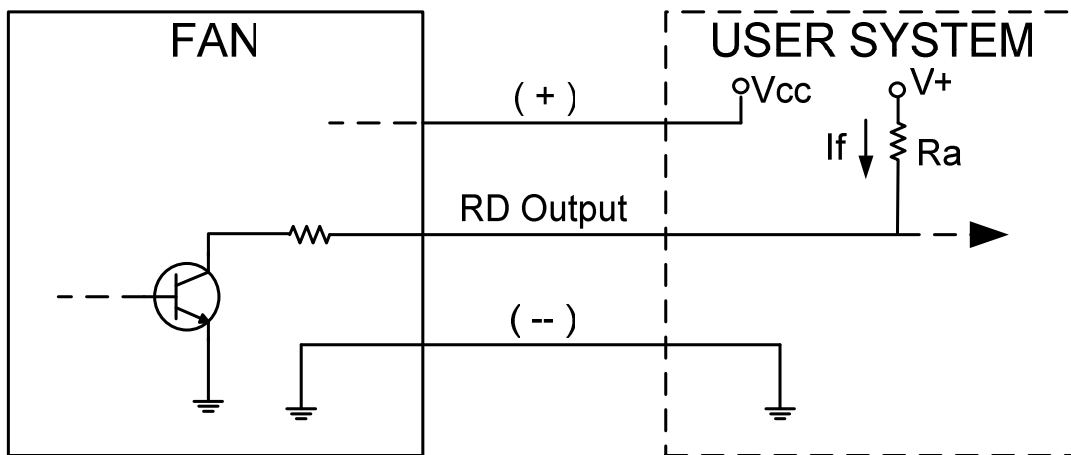 FAN
USER SYSTEM
( + )
Vcc
V+
If
Ra
RD Output
( -- )